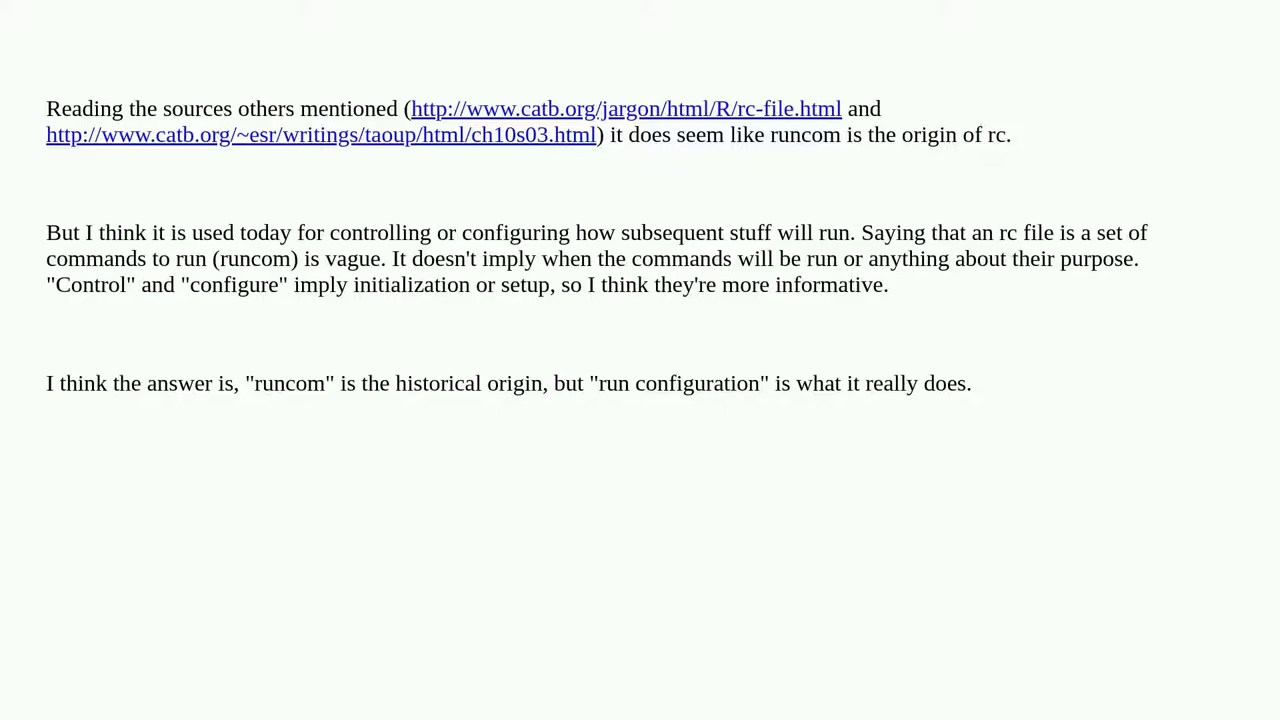 Reading the sources others mentioned (http://www.catb.org/jargon/html/R/rc-file.html and
http://www.catb.org/~esr/writings/taoup/html/ch10s03.html) it does seem like runcom is the origin of rc.
But I think it is used today for controlling or configuring how subsequent stuff will run. Saying that an rc file is a set of
commands to run (runcom) is vague. It doesn't imply when the commands will be run or anything about their purpose.
"Control" and "configure" imply initialization or setup, so I think they're more informative.
I think the answer is, "runcom" is the historical origin, but "run configuration" is what it really does.